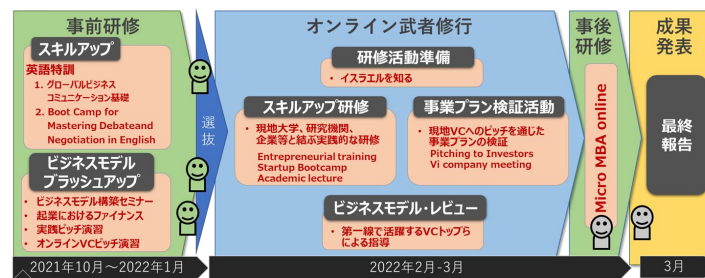 事前研修
スキルアップ
英語特訓
1. グローバルビジネス
コミュニケーション基礎
2. Boot Camp for
Mastering Debateand
Negotiation in English
ビジネスモデル
ブラッシュアップ
• ビジネスモデル構築セミナー
• 起業におけるファイナンス
• 実践ピッチ演習
• オンラインVCピッチ演習
選抜
オンライン武者修行
研修活動準備
• イスラエルを知る
スキルアップ研修
• 現地大学、研究機関、
企業等と結ぶ実践的な研修
Entrepreneurial training
Startup Bootcamp
Academic lecture
事業プラン検証活動
• 現地VCへのピッチを通じた
事業プランの検証
Pitching to Investors
Vi company meeting
ビジネスモデル・レビュー
• 第一線で活躍するVCトップら
による指導
事後
研修
Micro MBA online
成果
発表
最終
報告
2021年10月～2022年1月
2022年2月-3月
3月